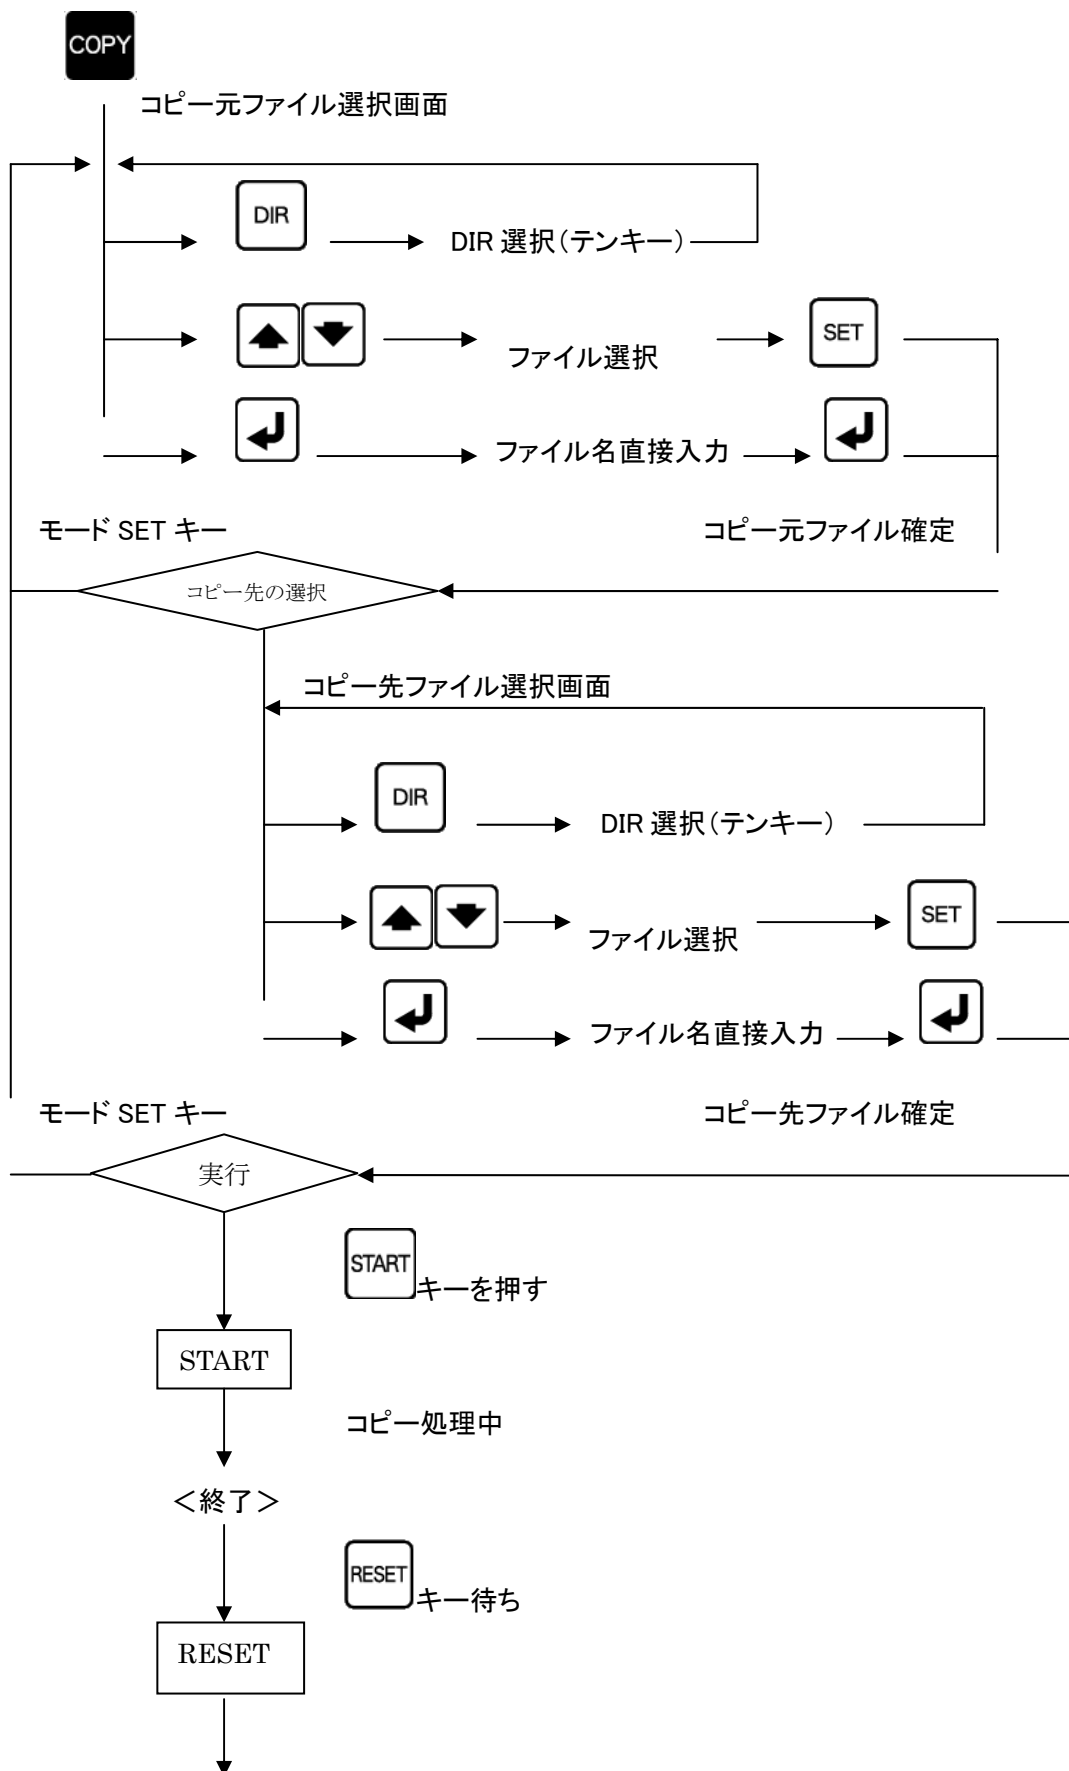 COPY
コピー元ファイル選択画面
DIR
DIR 選択(テンキー)
ファイル選択
SET
ファイル名直接入力
モード SET キー
コピー元ファイル確定
コピー先の選択
コピー先ファイル選択画面
DIR
DIR 選択(テンキー)
ファイル選択
SET
ファイル名直接入力
モード SET キー
コピー先ファイル確定
実行
START キーを押す
START
コピー処理中
<終了>
RESET キー待ち
RESET